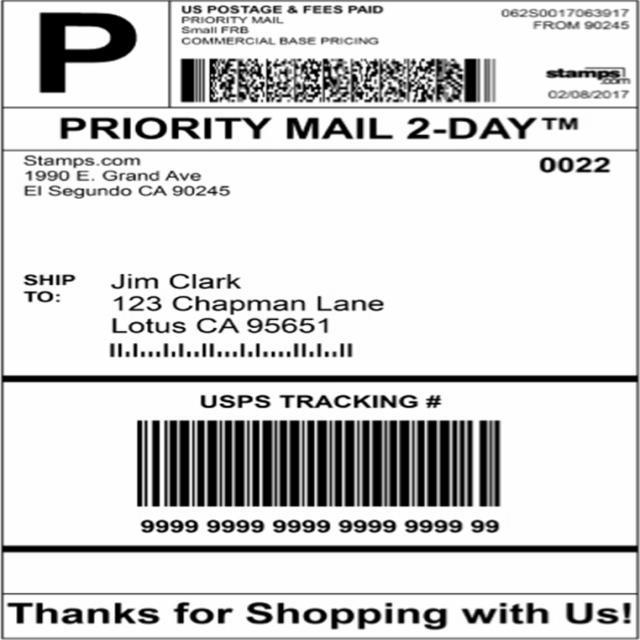 P
US POSTAGE & FEES PAID
PRIORITY MAIL
Small FRB
COMMERCIAL BASE PRICING
062S0017063917
FROM 90245
stamps.com
02/08/2017
PRIORITY MAIL 2-DAY™
Stamps.com
1990 E. Grand Ave
El Segundo CA 90245
0022
SHIP TO:
Jim Clark
123 Chapman Lane
Lotus CA 95651
USPS TRACKING #
9999 9999 9999 9999 9999 99
Thanks for Shopping with Us!